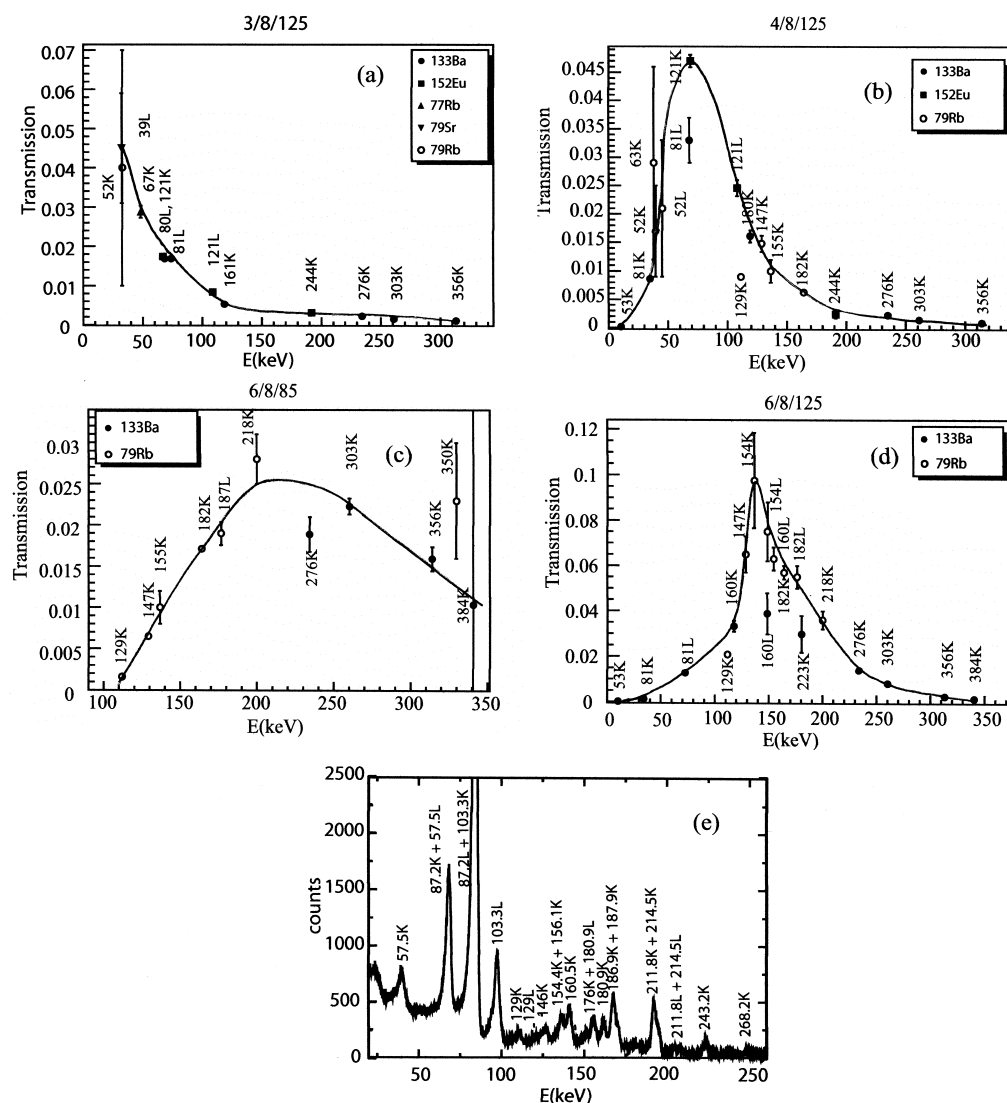 3/8/125
0.07
0.06
0.05
0.04
0.03
0.02
0.01
0
Transmission
(a)
133Ba
152Eu
77Rb
79Sr
79Rb
52K
39L
67K
80L, 121K
81L
121L
161K
244K
276K
303K
356K
0 50 100 150 200 250 300
E(keV)
4/8/125
0.045
0.04
0.035
0.03
0.025
0.02
0.015
0.01
0.005
0
Transmission
(b)
133Ba
152Eu
79Rb
53K
81K
52K
63K
52L
81L
121K
121L
180K
147K
129K
155K
182K
244K
276K
303K
356K
0 50 100 150 200 250 300
E(keV)
6/8/85
0.03
0.025
0.02
0.015
0.01
0.005
0
Transmission
(c)
133Ba
79Rb
129K
147K
155K
182K
187L
218K
276K
303K
356K
350K
384K
100 150 200 250 300 350
E(keV)
6/8/125
0.12
0.1
0.08
0.06
0.04
0.02
0
Transmission
(d)
133Ba
79Rb
53K
81K
81L
129K
160K
147K
154K
154L
160L
160L
182K
182L
223K
218K
276K
303K
356K
384K
0 50 100 150 200 250 300 350
E(keV)
2500
2000
1500
1000
500
0
counts
(e)
57.5K
87.2K + 57.5L
87.2L + 103.3K
103.3L
129K
129L
146K
154.4K + 156.1K
160.5K
176K + 180.9L
180.9K
186.9K + 187.9K
211.8K + 214.5K
211.8L + 214.5L
243.2K
268.2K
50 100 150 200 250
E(keV)